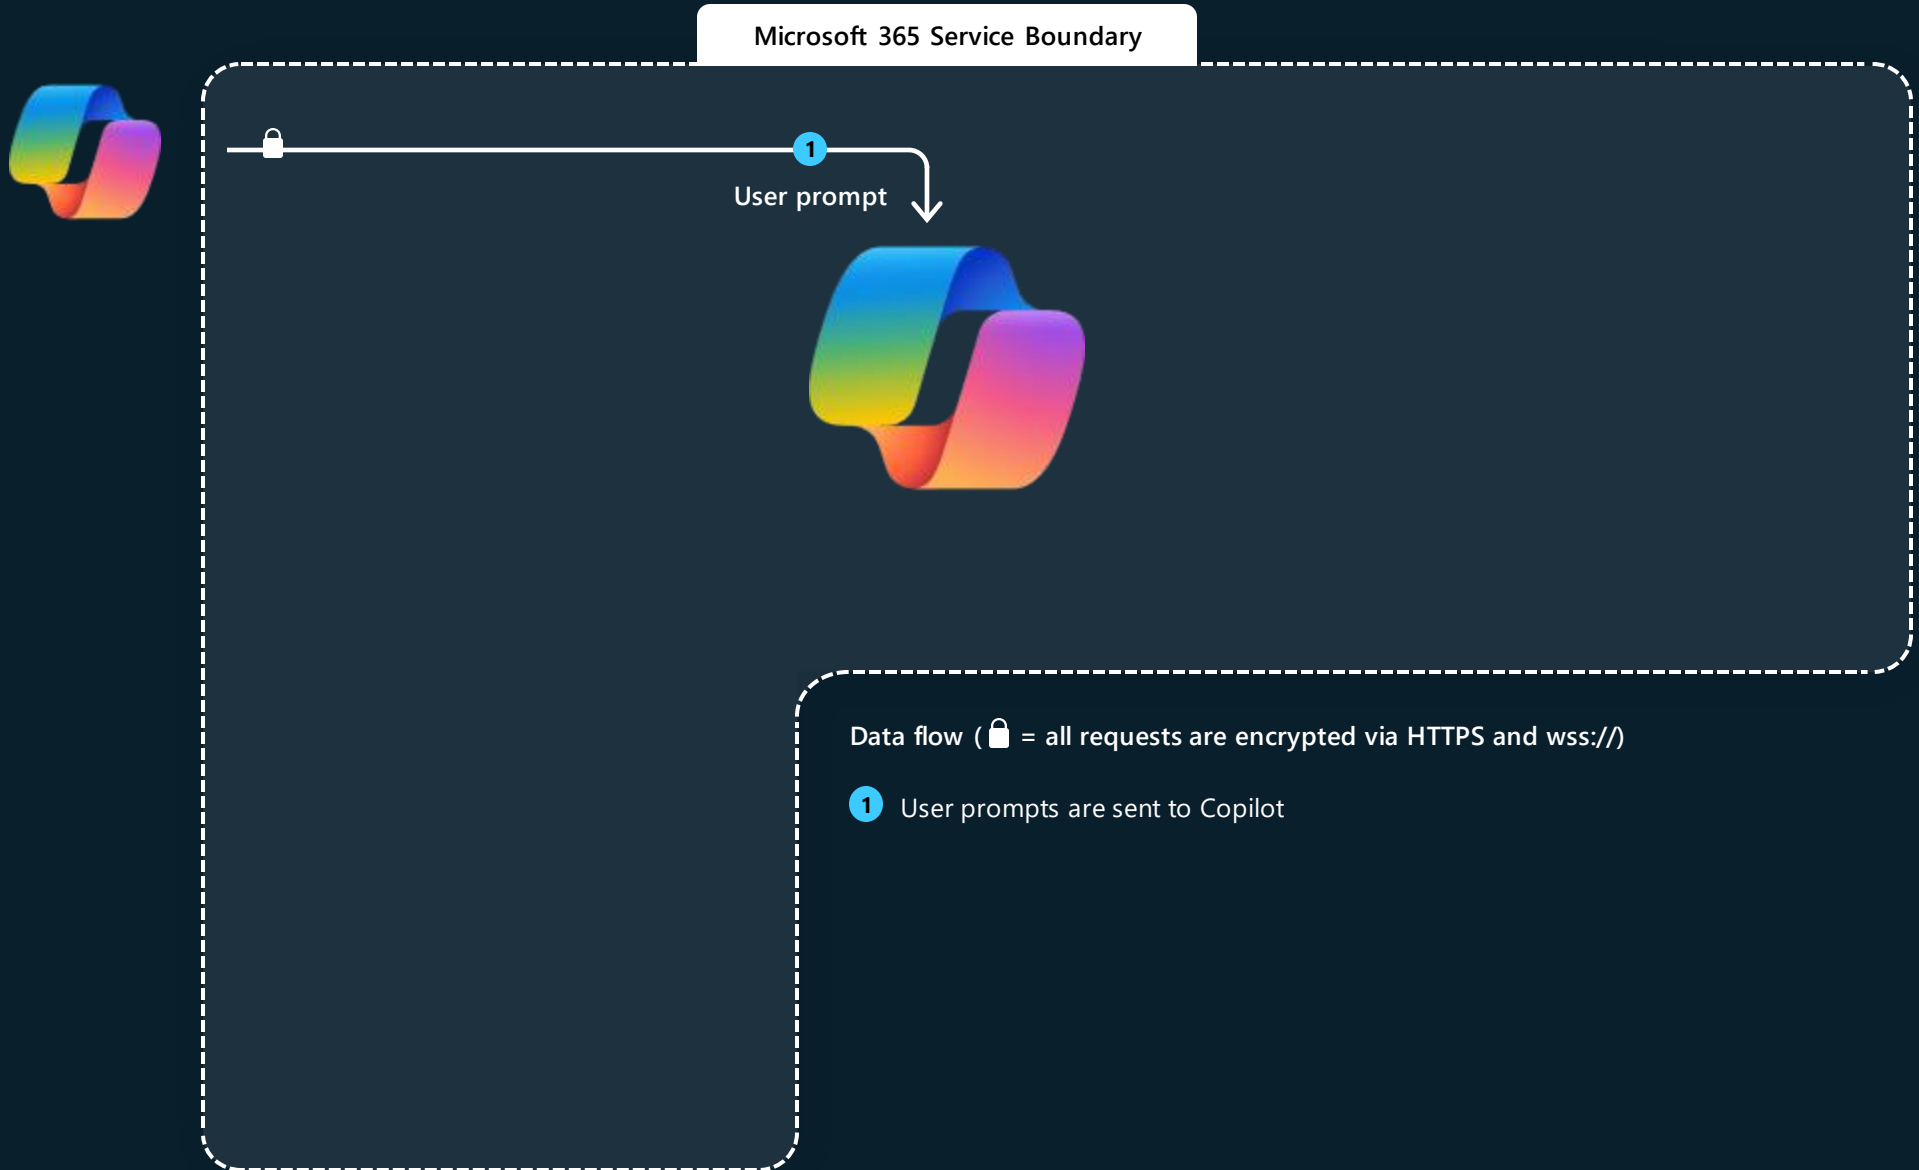 Microsoft 365 Service Boundary
1
User prompt
Data flow ( = all requests are encrypted via HTTPS and wss://)
1 User prompts are sent to Copilot